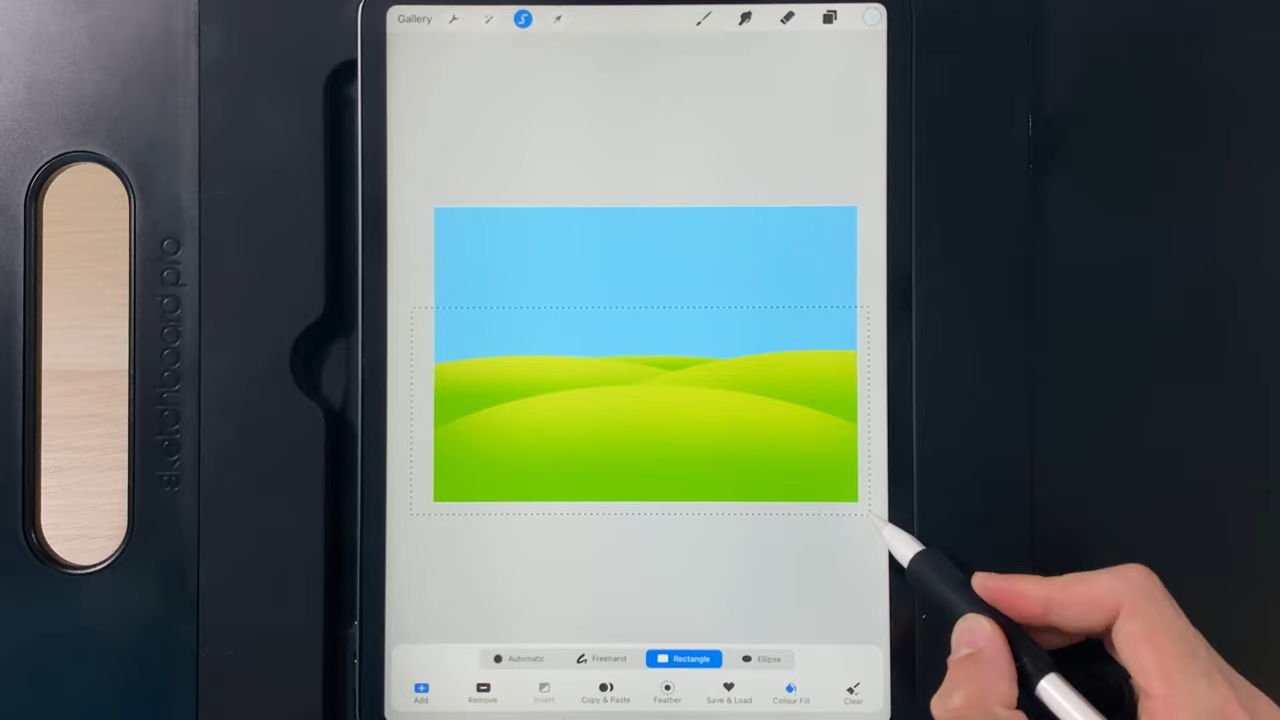 Gallery
sketchboard pro
Automatic Freehand Rectangle Ellipse
Add Remove Invert Copy & Paste Feather Save & Load Colour Fill Clear